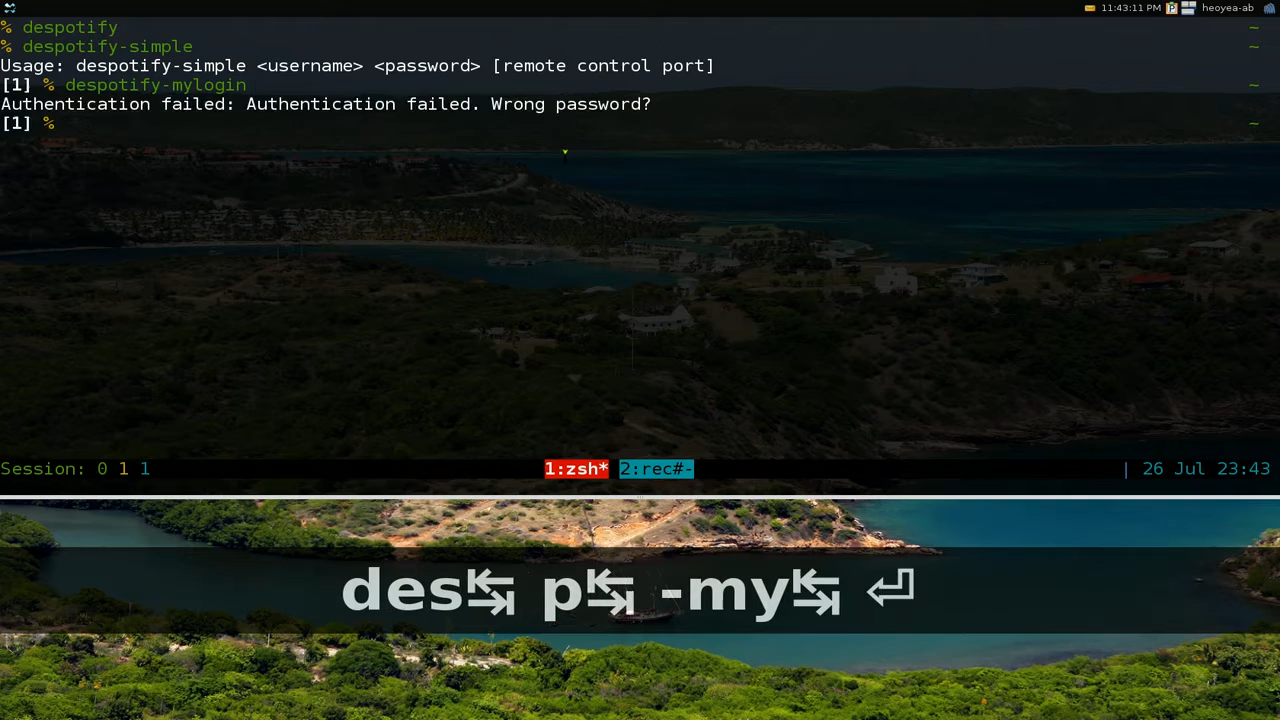 11:43:11 PM heoyea-ab
% despotify ~
% despotify-simple ~
Usage: despotify-simple <username> <password> [remote control port]
[1] % despotify-mylogin ~
Authentication failed: Authentication failed. Wrong password?
[1] % ~
Session: 0 1 1 1:zsh* 2:rec#- | 26 Jul 23:43
des↹ p↹ -my↹ ⏎